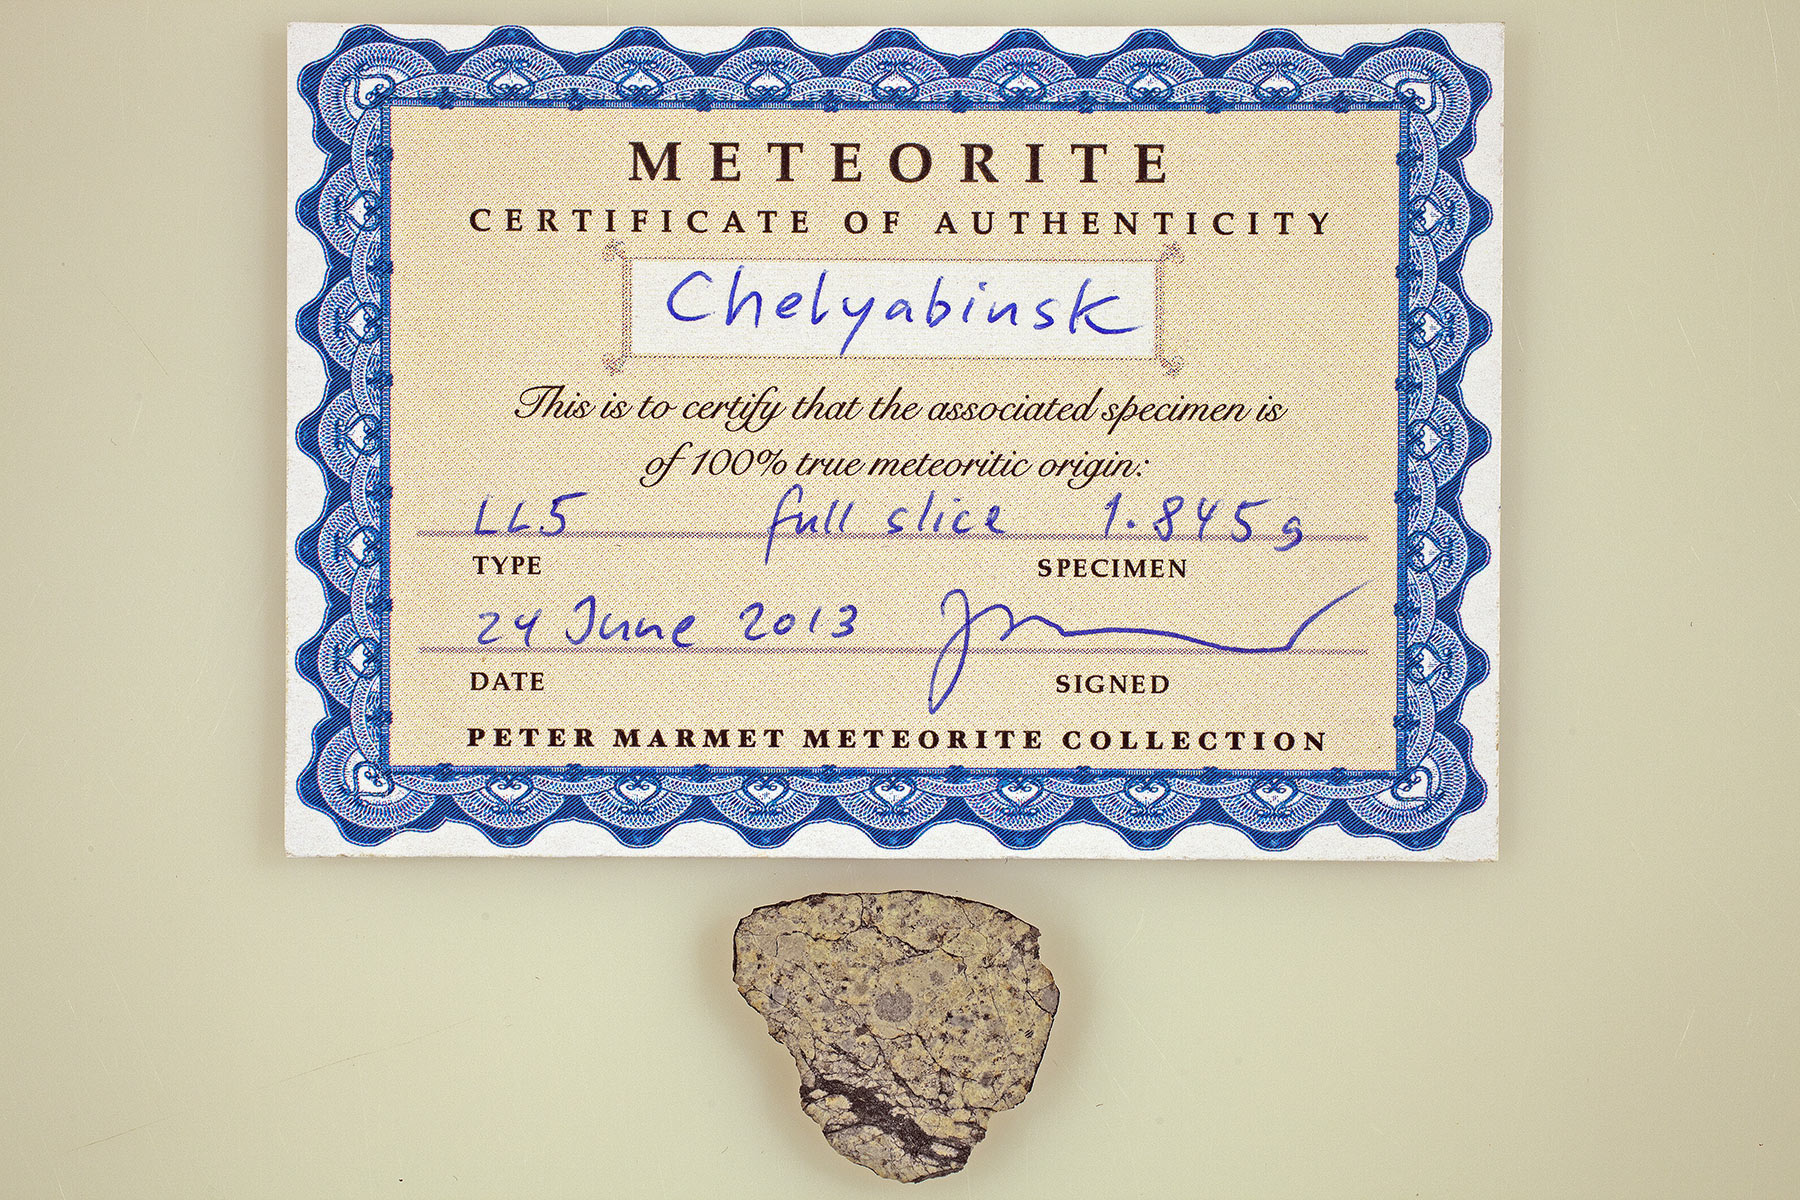 METEORITE
CERTIFICATE OF AUTHENTICITY
Chelyabinsk
This is to certify that the associated specimen is
of 100% true meteoritic origin:
LL5 full slice 1.845 g
TYPE SPECIMEN
24 June 2013
DATE SIGNED
PETER MARMET METEORITE COLLECTION